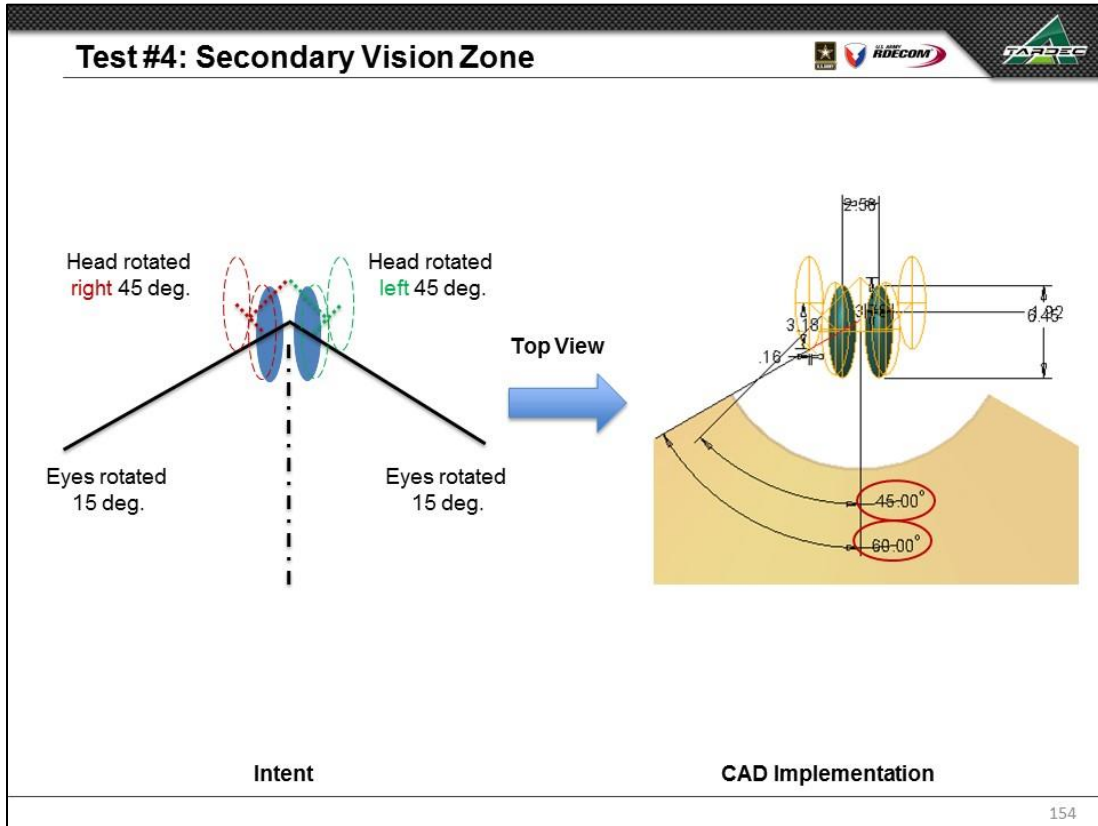 Test #4: Secondary Vision Zone
U.S. ARMY
U.S. ARMY
RDECOM
TARDEC
Head rotated
right 45 deg.
Head rotated
left 45 deg.
Eyes rotated
15 deg.
Eyes rotated
15 deg.
Top View
2.58
3.18
.16
45.00°
60.00°
Intent
CAD Implementation
154